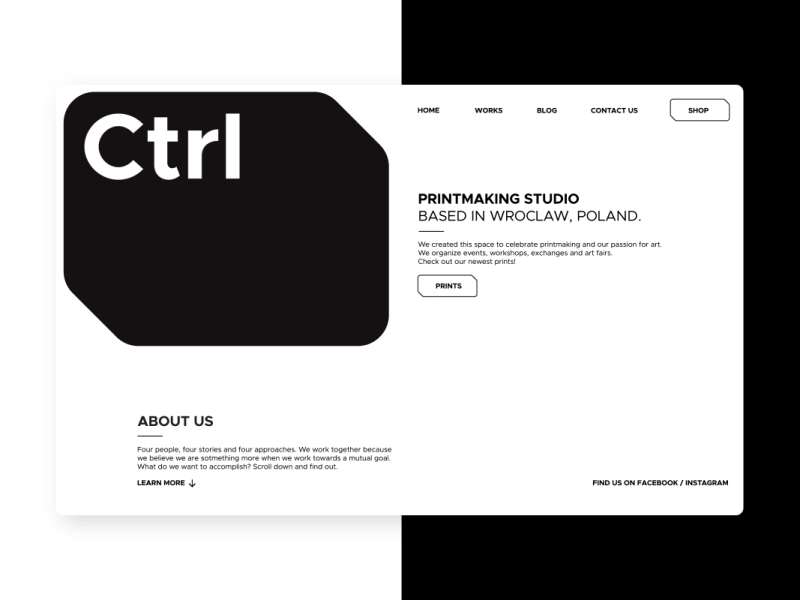 Ctrl
HOME WORKS BLOG CONTACT US SHOP
PRINTMAKING STUDIO
BASED IN WROCLAW, POLAND.
We created this space to celebrate printmaking and our passion for art.
We organize events, workshops, exchanges and art fairs.
Check out our newest prints!
PRINTS
ABOUT US
Four people, four stories and four approaches. We work together because
we believe we are sotmething more when we work towards a mutual goal.
What do we want to accomplish? Scroll down and find out.
LEARN MORE
FIND US ON FACEBOOK / INSTAGRAM